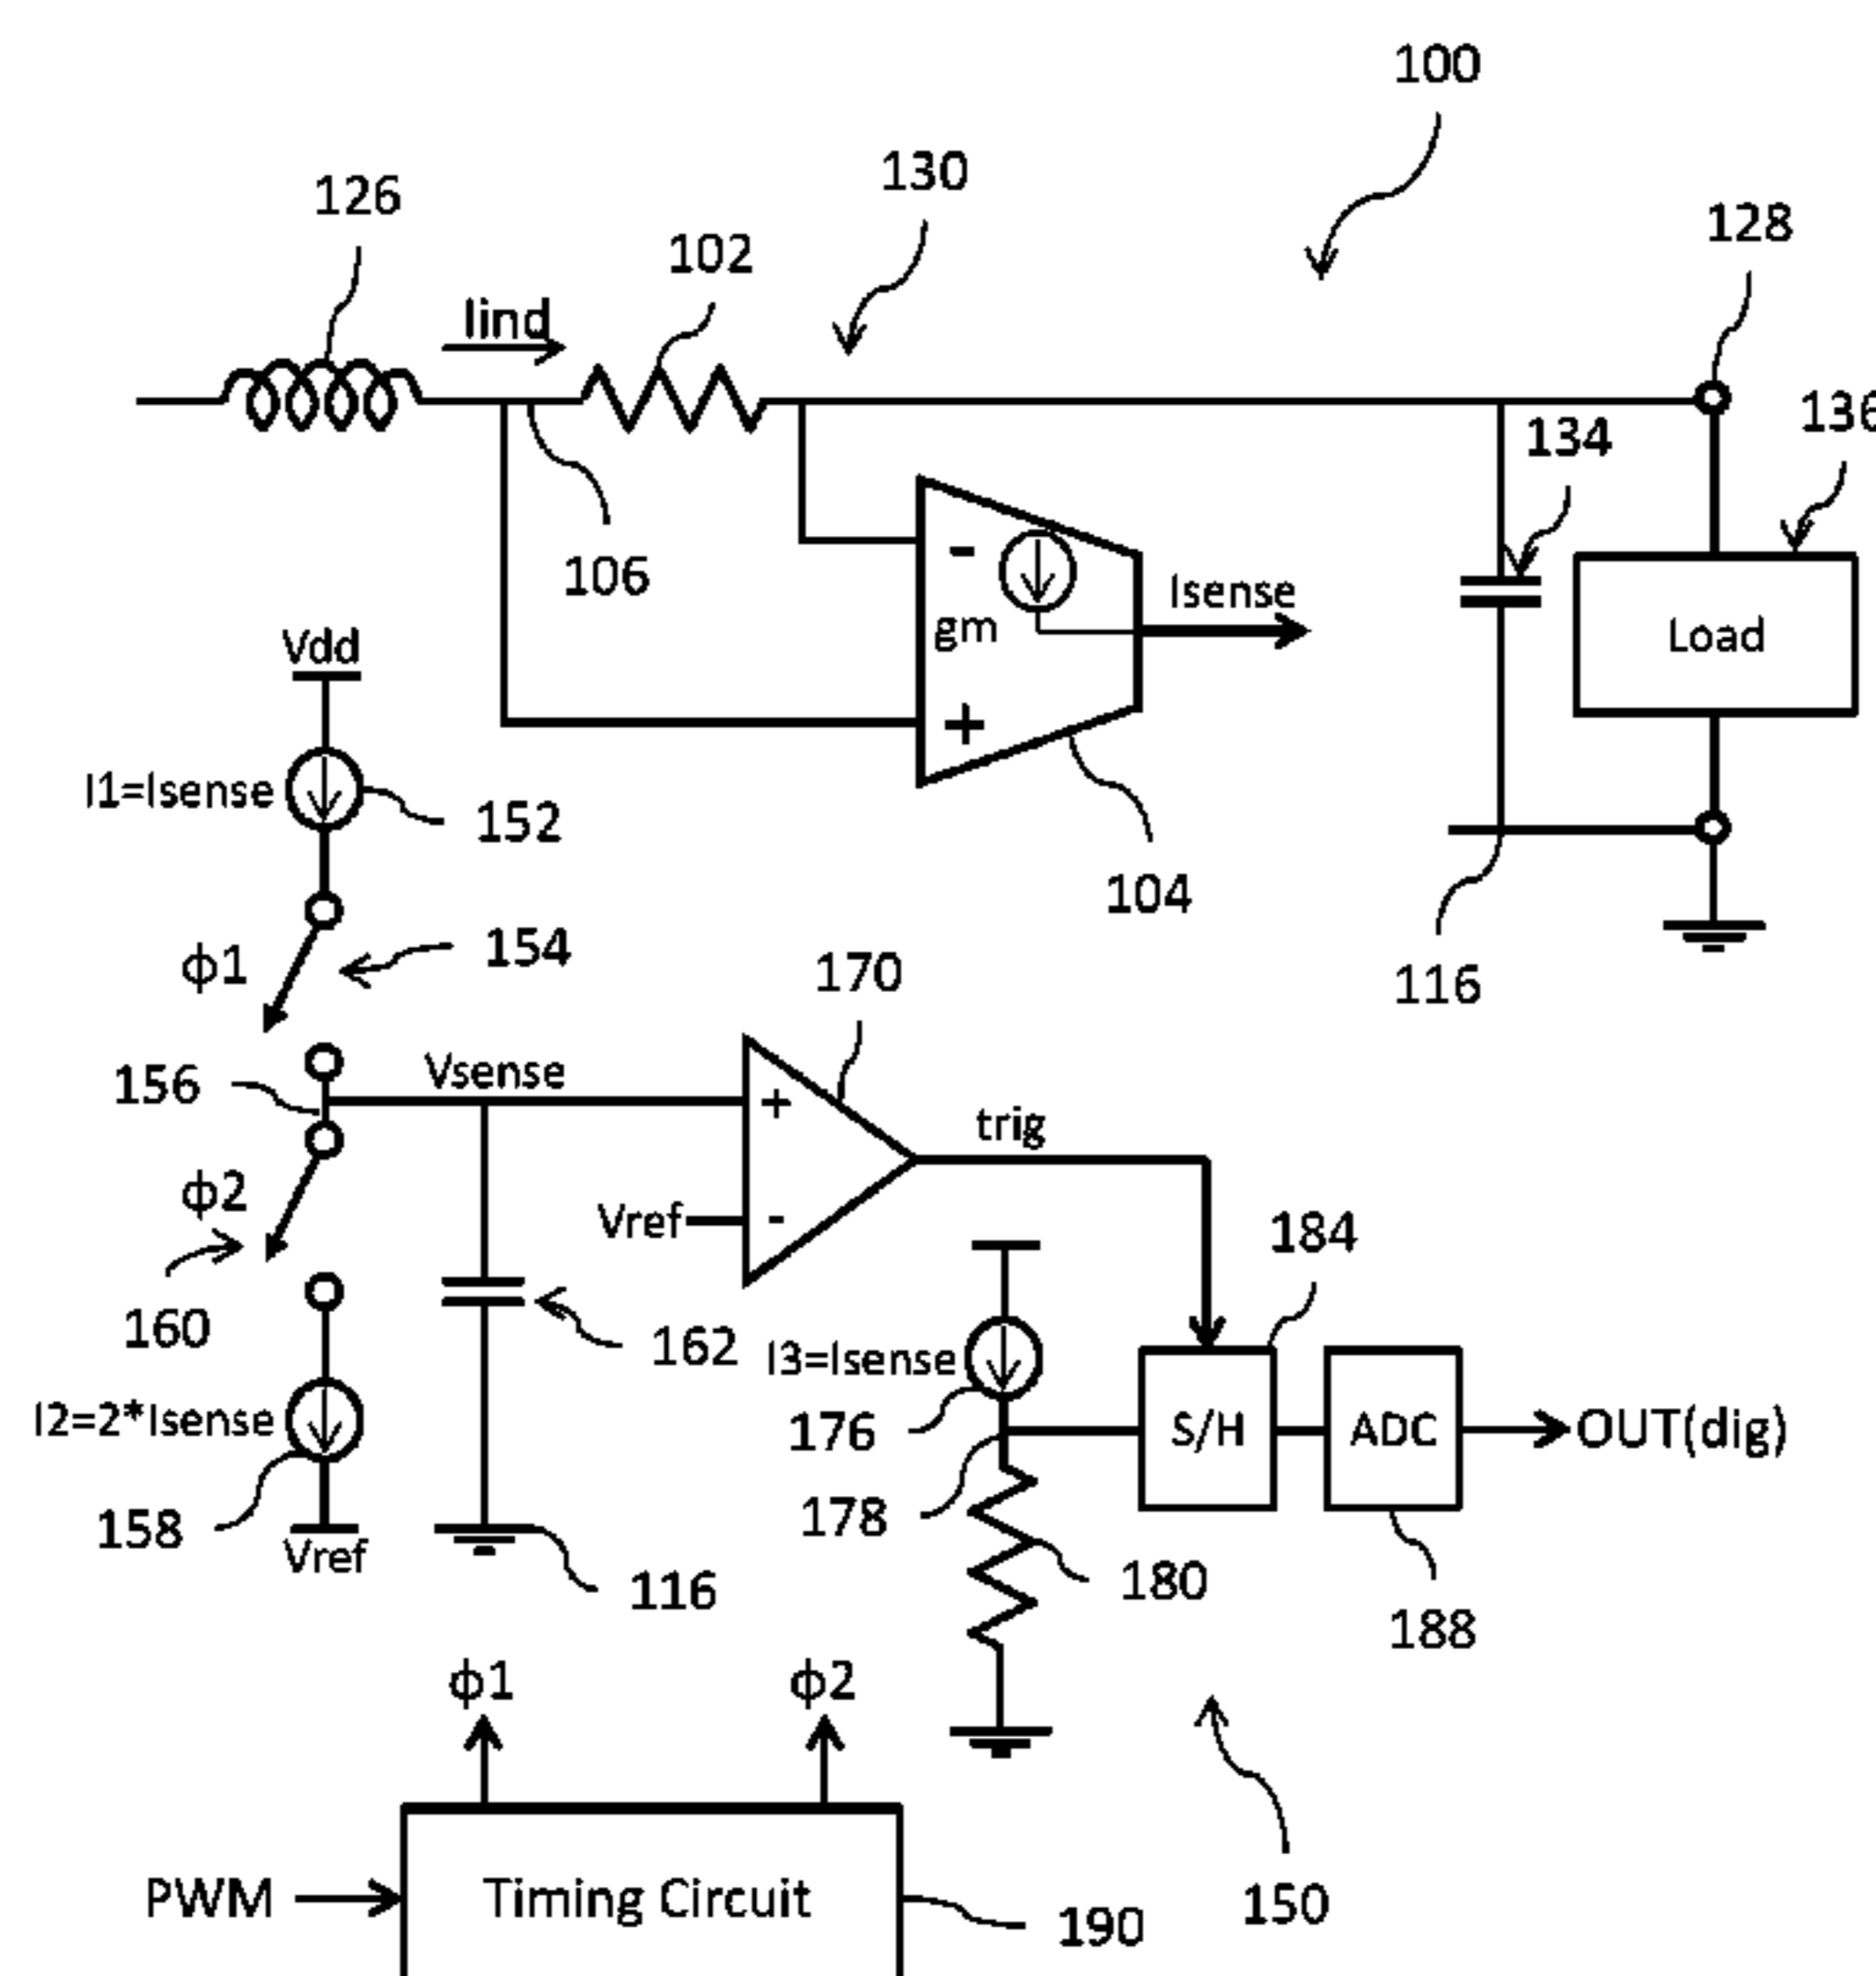 100
130
126
102
128
Iind
136
134
-
106
Isense
gm
Load
Vdd
+
I1=Isense
152
104
154
ϕ1
170
116
156
Vsense
+
trig
ϕ2
Vref
-
184
160
162
I3=Isense
I2=2*Isense
176
S/H
ADC
OUT(dig)
178
158
Vref
116
180
188
ϕ1
ϕ2
PWM
Timing Circuit
190
150